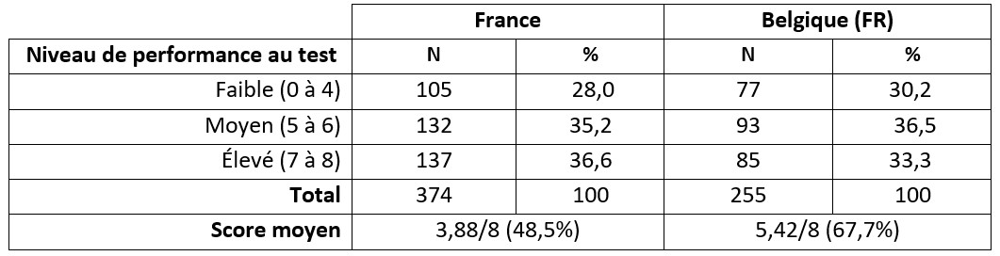 France Belgique (FR)
Niveau de performance au test N % N %
Faible (0 à 4) 105 28,0 77 30,2
Moyen (5 à 6) 132 35,2 93 36,5
Élevé (7 à 8) 137 36,6 85 33,3
Total 374 100 255 100
Score moyen 3,88/8 (48,5%) 5,42/8 (67,7%)